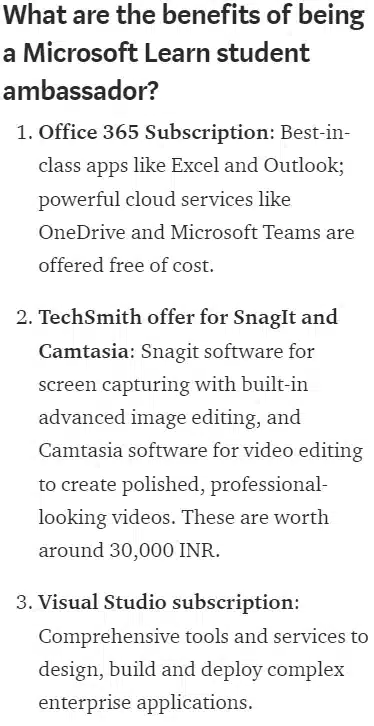 What are the benefits of being
a Microsoft Learn student
ambassador?
1. Office 365 Subscription: Best-in-
class apps like Excel and Outlook;
powerful cloud services like
OneDrive and Microsoft Teams are
offered free of cost.
2. TechSmith offer for SnagIt and
Camtasia: Snagit software for
screen capturing with built-in
advanced image editing, and
Camtasia software for video editing
to create polished, professional-
looking videos. These are worth
around 30,000 INR.
3. Visual Studio subscription:
Comprehensive tools and services to
design, build and deploy complex
enterprise applications.